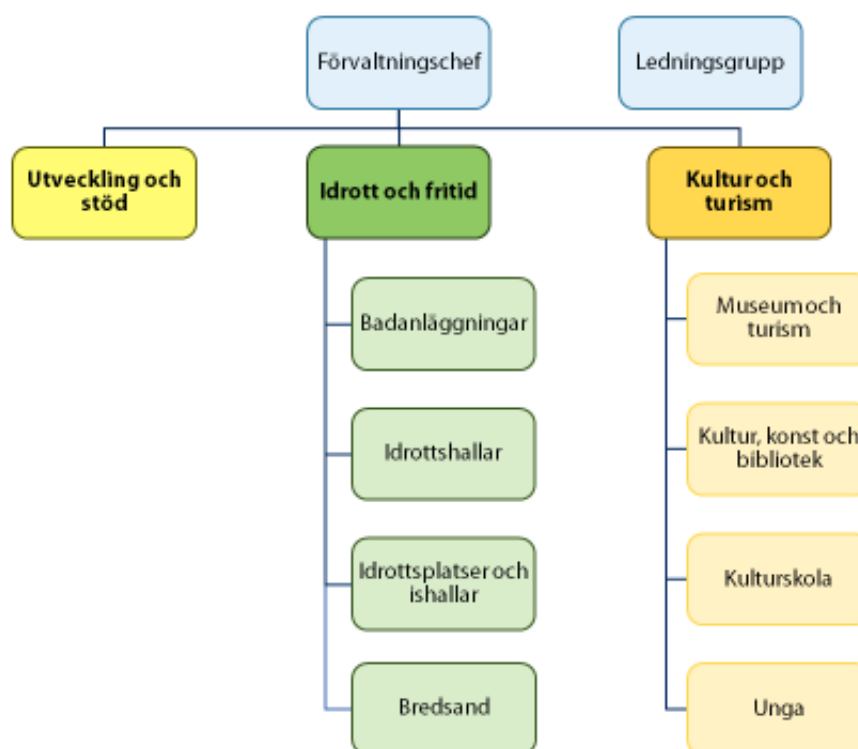 Förvaltningschef
Ledningsgrupp
Utveckling och
stöd
Idrott och fritid
Kultur och
turism
Badanläggningar
Museum och
turism
Idrottshallar
Kultur, konst och
bibliotek
Idrottsplatser och
ishallar
Kulturskola
Bredsand
Unga